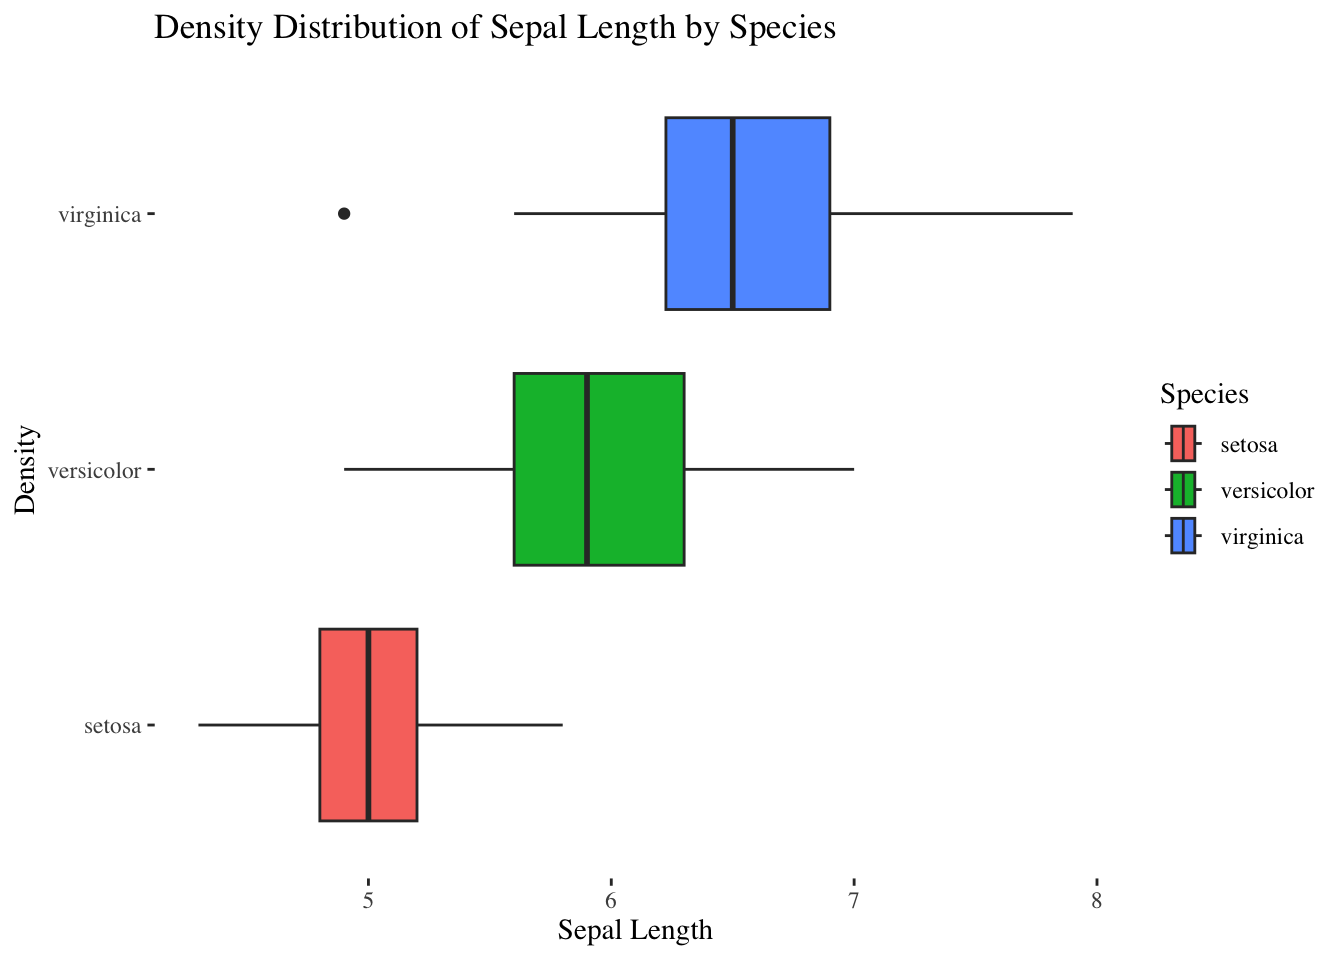 Density Distribution of Sepal Length by Species
virginica
versicolor
setosa
Density
5 6 7 8
Sepal Length
Species
setosa
versicolor
virginica